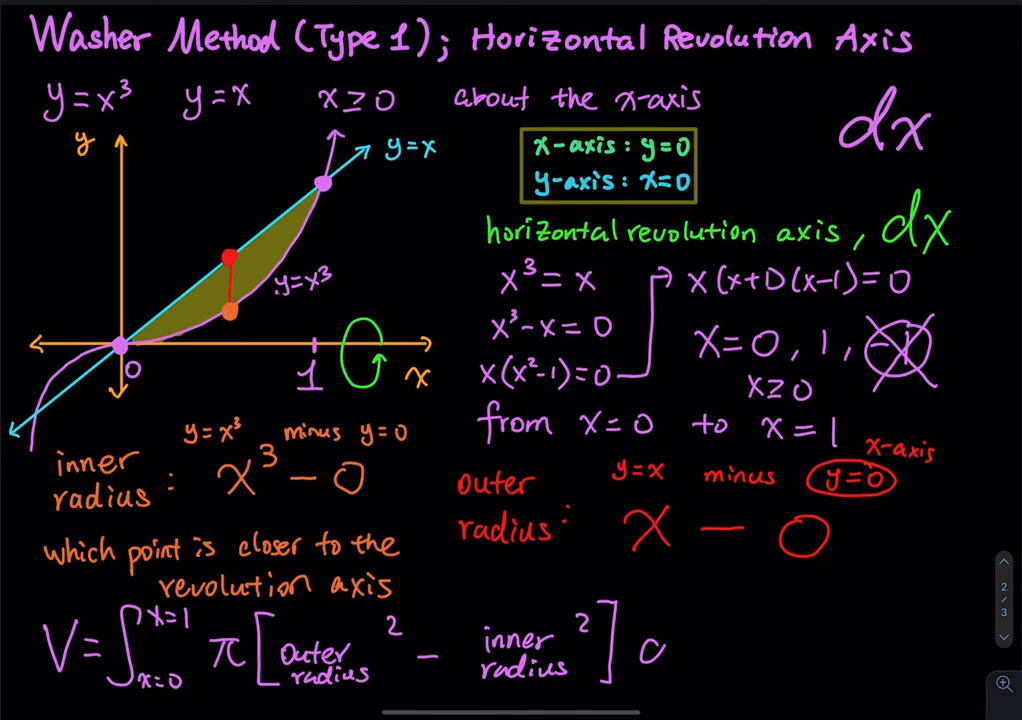 Washer Method (Type 1); Horizontal Revolution Axis
y = x³ y = x x ≥ 0 about the x-axis
dx
y
y = x
x-axis: y=0
y-axis: x=0
horizontal revolution axis, dx
y=x³
0
1
x
x³ = x
x³-x = 0
x(x²-1)=0
x(x+1)(x-1)=0
x=0, 1, -1
x≥0
from x=0 to x=1
y=x³ minus y=0
inner radius: x³ - 0
which point is closer to the
revolution axis
x-axis
y=x minus y=0
outer radius: x - 0
V = ∫ x=0 x=1 π [ outer radius ² - inner radius ² ]
2
/
3